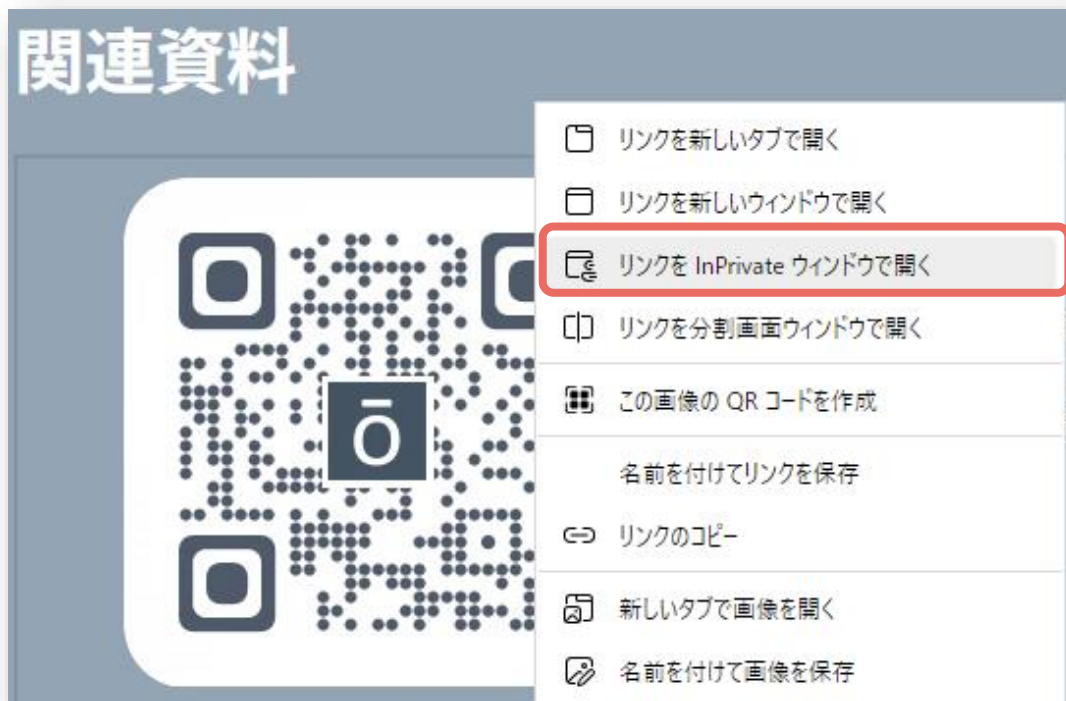 関連資料
リンクを新しいタブで開く
リンクを新しいウィンドウで開く
リンクを InPrivate ウィンドウで開く
リンクを分割画面ウィンドウで開く
この画像の QR コードを作成
名前を付けてリンクを保存
リンクのコピー
新しいタブで画像を開く
名前を付けて画像を保存
ō